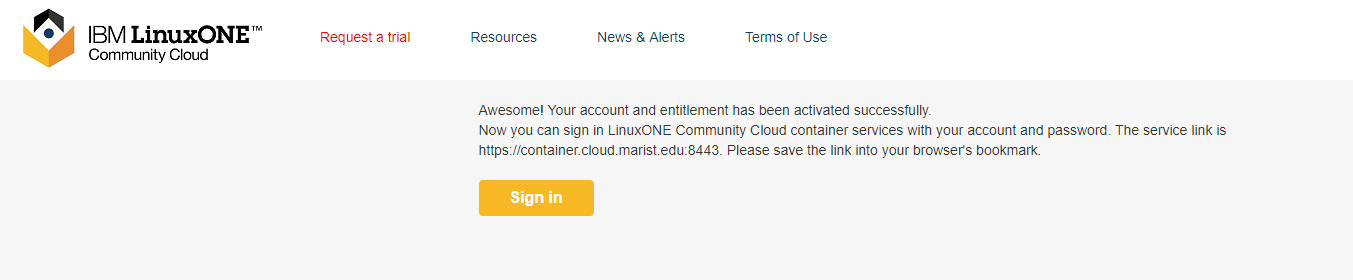 IBM LinuxONE™
Community Cloud
Request a trial
Resources
News & Alerts
Terms of Use
Awesome! Your account and entitlement has been activated successfully.
Now you can sign in LinuxONE Community Cloud container services with your account and password. The service link is
https://container.cloud.marist.edu:8443. Please save the link into your browser's bookmark.
Sign in